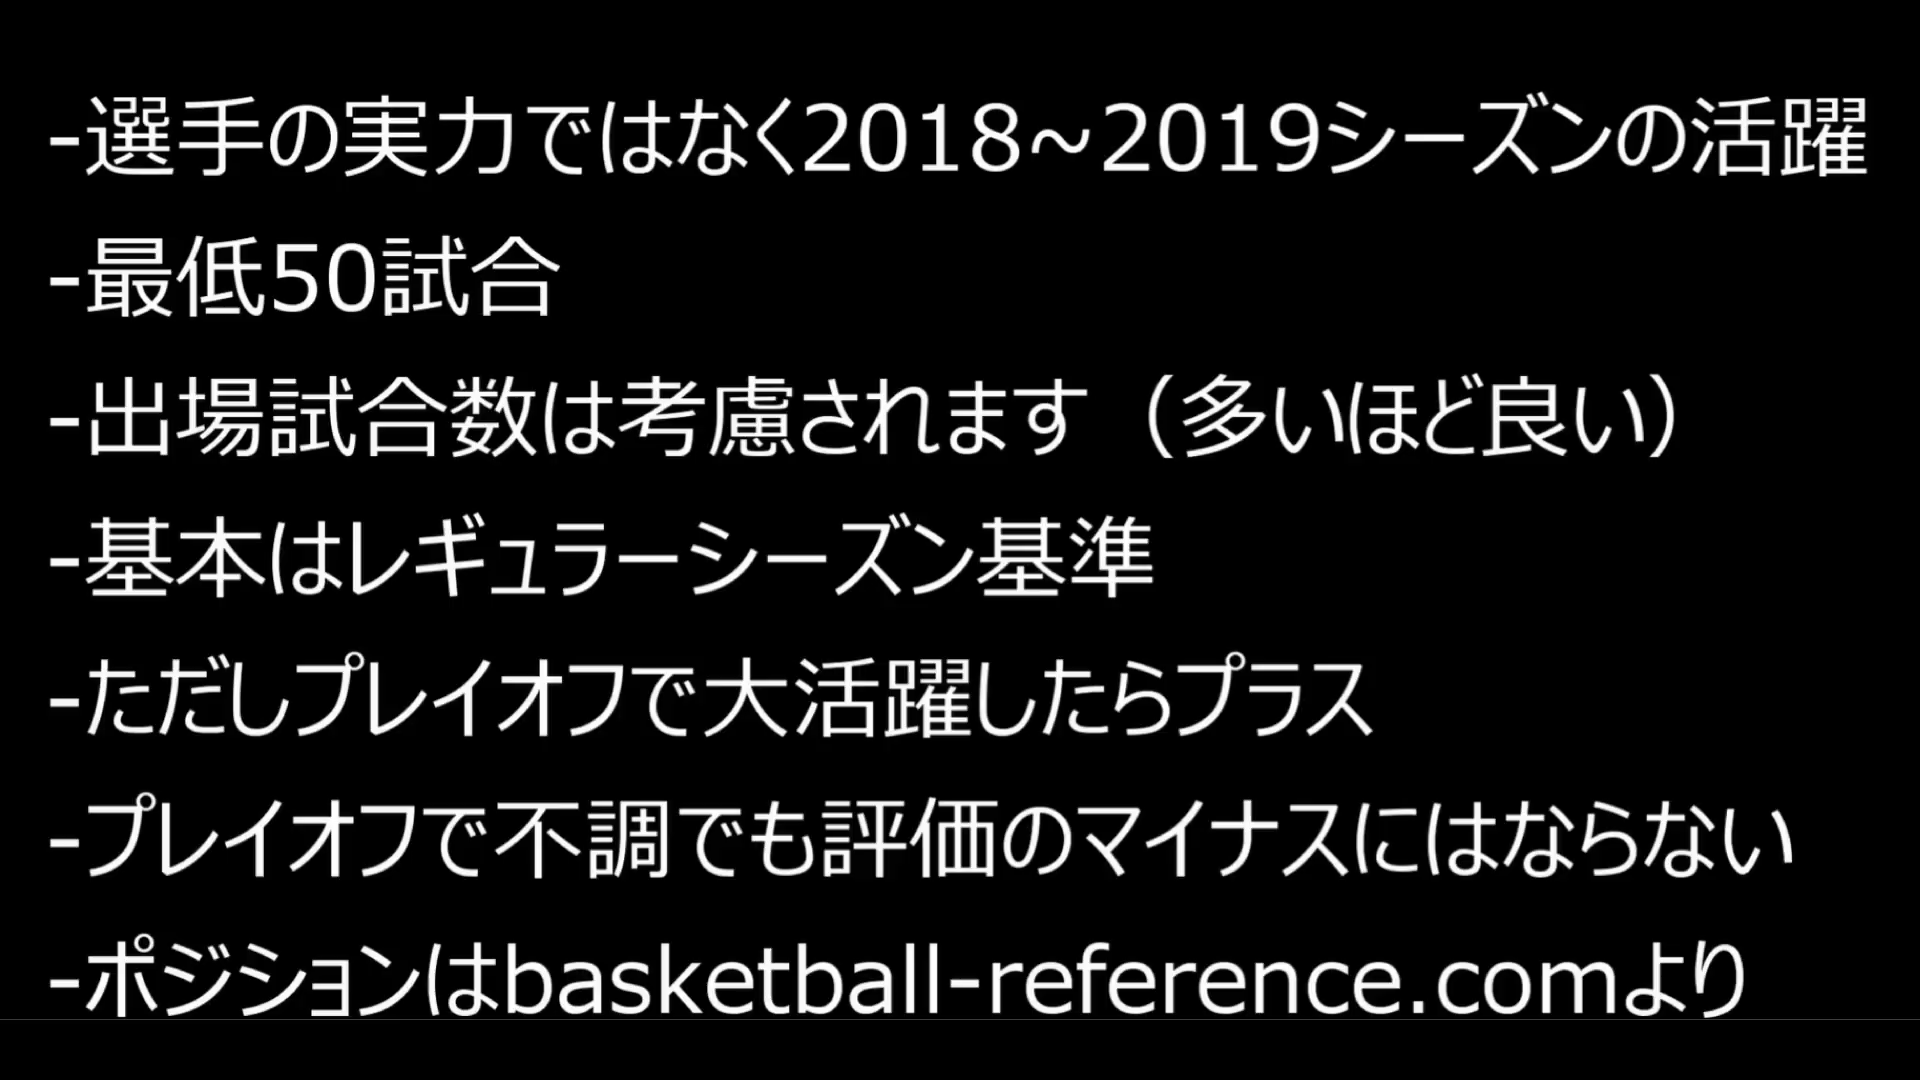 -選手の実力ではなく2018~2019シーズンの活躍
-最低50試合
-出場試合数は考慮されます（多いほど良い）
-基本はレギュラーシーズン基準
-ただしプレイオフで大活躍したらプラス
-プレイオフで不調でも評価のマイナスにはならない
-ポジションはbasketball-reference.comより